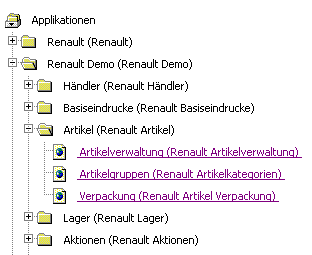 Applikationen
Renault (Renault)
Renault Demo (Renault Demo)
Händler (Renault Händler)
Basiseindrucke (Renault Basiseindrucke)
Artikel (Renault Artikel)
Artikelverwaltung (Renault Artikelverwaltung)
Artikelgruppen (Renault Artikelkategorien)
Verpackung (Renault Artikel Verpackung)
Lager (Renault Lager)
Aktionen (Renault Aktionen)